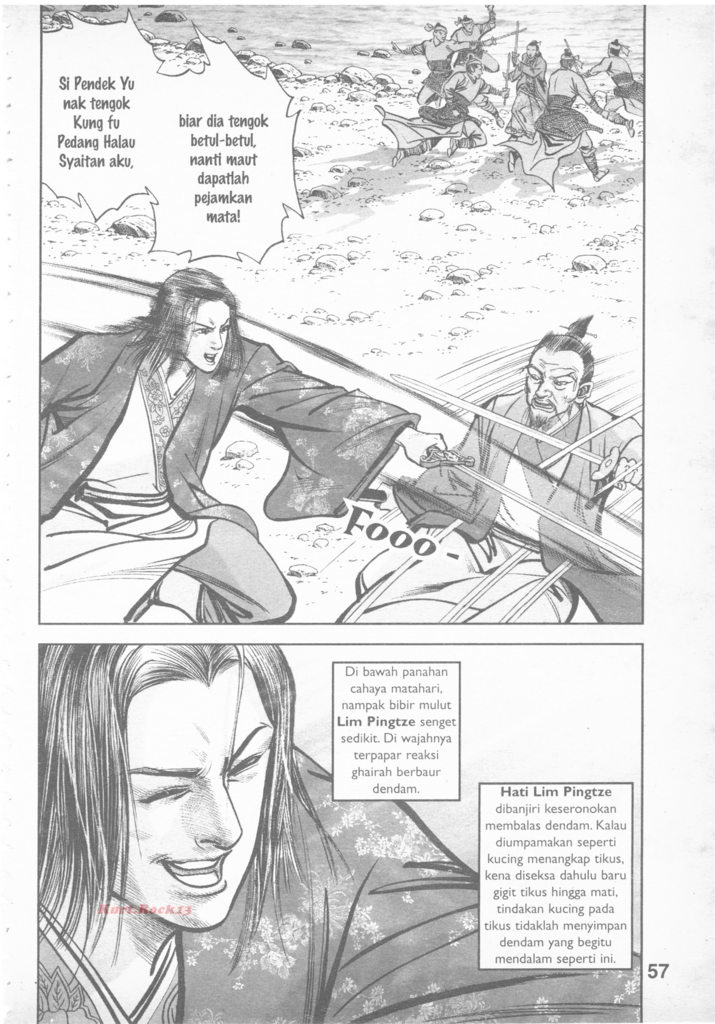 Si Pendek Yu
nak tengok
Kung fu
Pedang Halau
Syaitan aku,
biar dia tengok
betul-betul,
nanti maut
dapatlah
pejamkan
mata!
Fooo -
Di bawah panahan
cahaya matahari,
nampak bibir mulut
Lim Pingtze senget
sedikit. Di wajahnya
terpapar reaksi
ghairah berbaur
dendam.
Hati Lim Pingtze
dibanjiri keseronokan
membalas dendam. Kalau
diumpamakan seperti
kucing menangkap tikus,
kena diseksa dahulu baru
gigit tikus hingga mati,
tindakan kucing pada
tikus tidaklah menyimpan
dendam yang begitu
mendalam seperti ini.
Kurt.Rock14
57